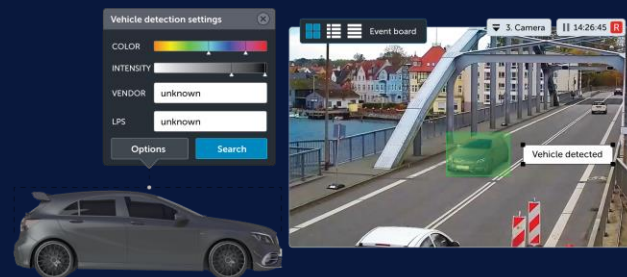 Vehicle detection settings
COLOR
INTENSITY
VENDOR unknown
LPS unknown
Options Search
Event board
3. Camera 14:26:45 R
Vehicle detected